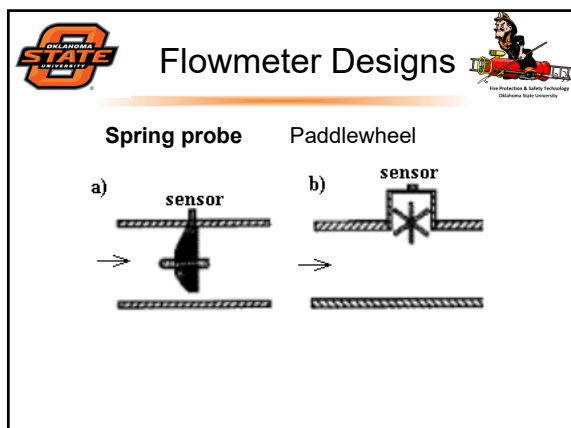 OKLAHOMA
STATE
UNIVERSITY
Flowmeter Designs
Fire Protection & Safety Technology
Oklahoma State University
Spring probe Paddlewheel
a) sensor
b) sensor